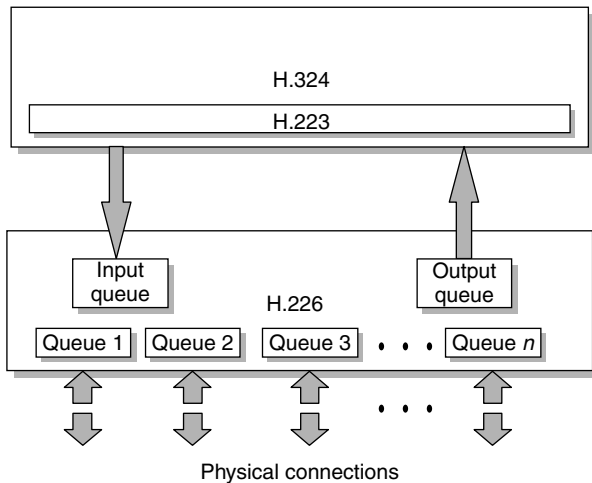 H.324
H.223
Input
queue
Output
queue
H.226
Queue 1 Queue 2 Queue 3 • • • Queue n
• • •
Physical connections